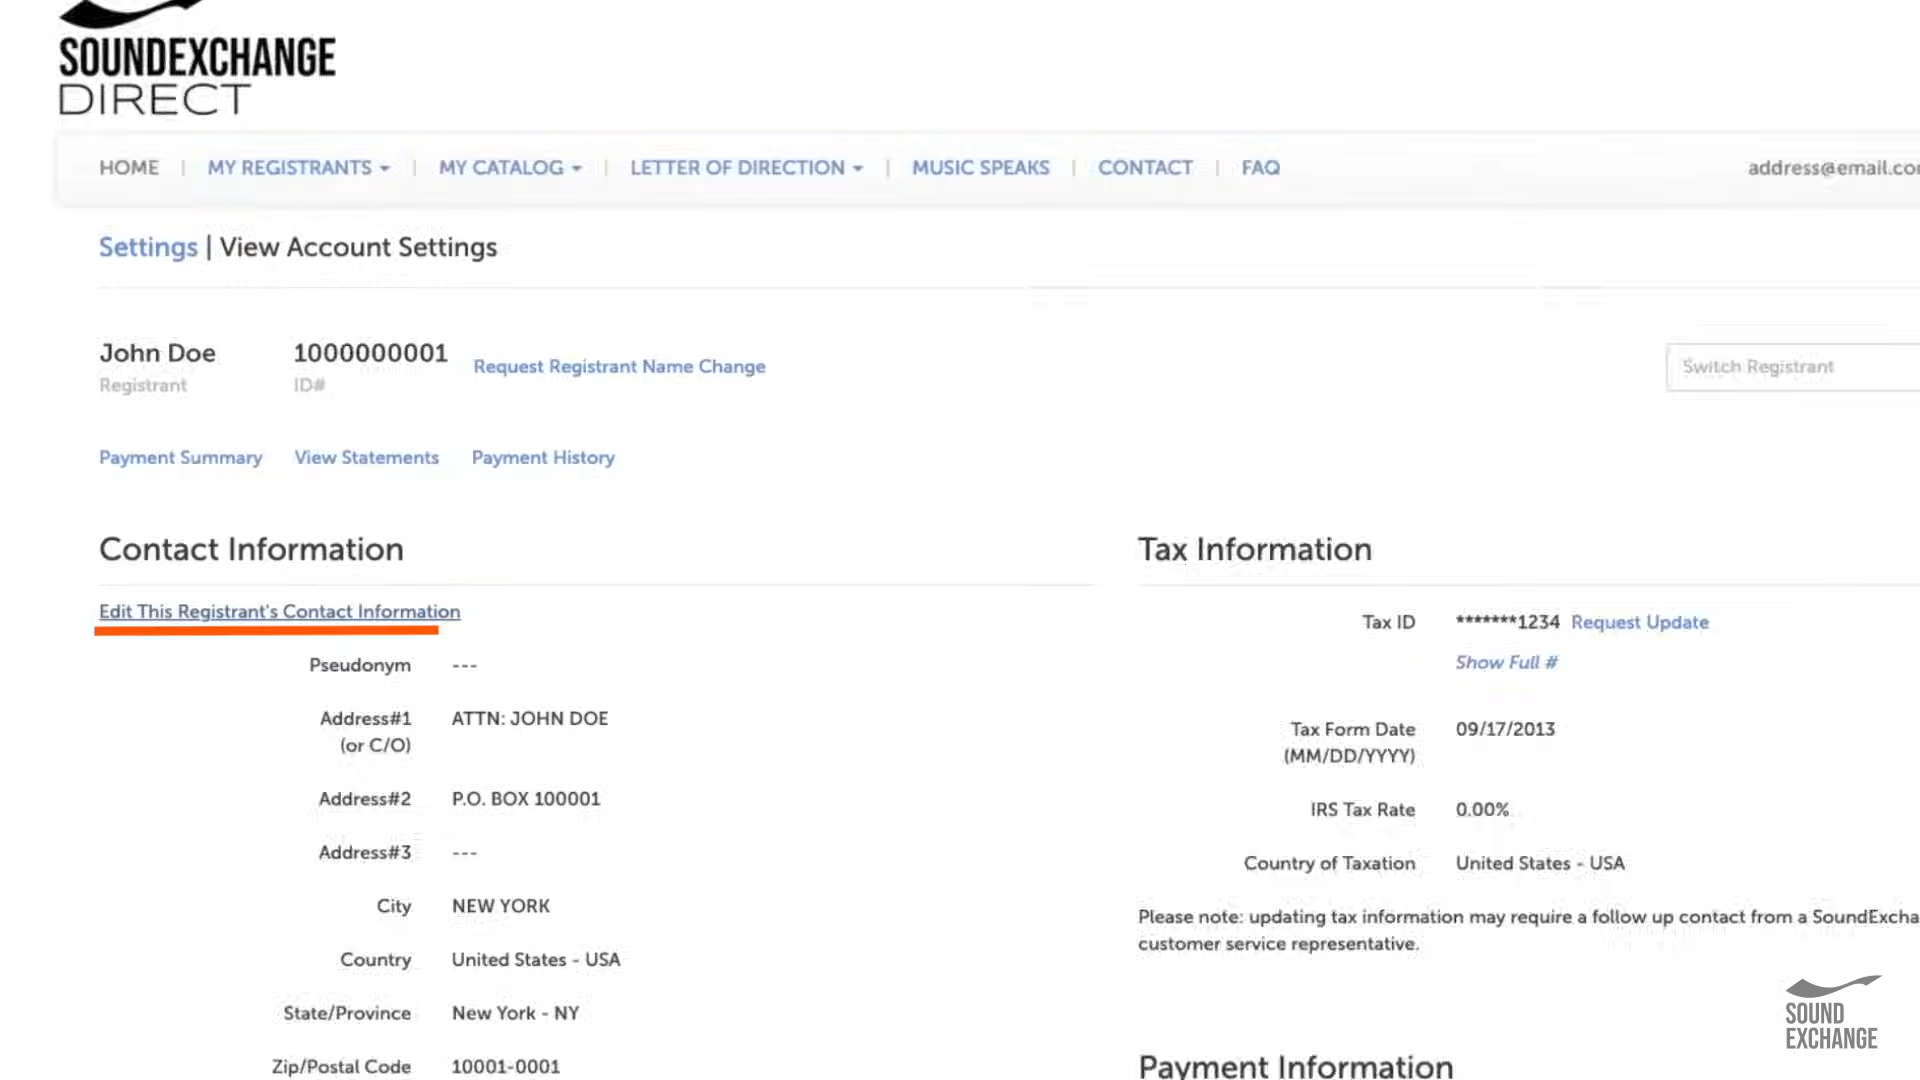 SOUNDEXCHANGE
DIRECT
HOME | MY REGISTRANTS | MY CATALOG | LETTER OF DIRECTION | MUSIC SPEAKS | CONTACT | FAQ
address@email.co
Settings | View Account Settings
John Doe 1000000001 Request Registrant Name Change
Registrant ID#
Switch Registrant
Payment Summary View Statements Payment History
Contact Information
Edit This Registrant's Contact Information
Pseudonym ---
Address#1 ATTN: JOHN DOE
(or C/O)
Address#2 P.O. BOX 100001
Address#3 ---
City NEW YORK
Country United States - USA
State/Province New York - NY
Zip/Postal Code 10001-0001
Tax Information
Tax ID *******1234 Request Update
Show Full #
Tax Form Date 09/17/2013
(MM/DD/YYYY)
IRS Tax Rate 0.00%
Country of Taxation United States - USA
Please note: updating tax information may require a follow up contact from a SoundExcha
customer service representative.
Payment Information
SOUND
EXCHANGE